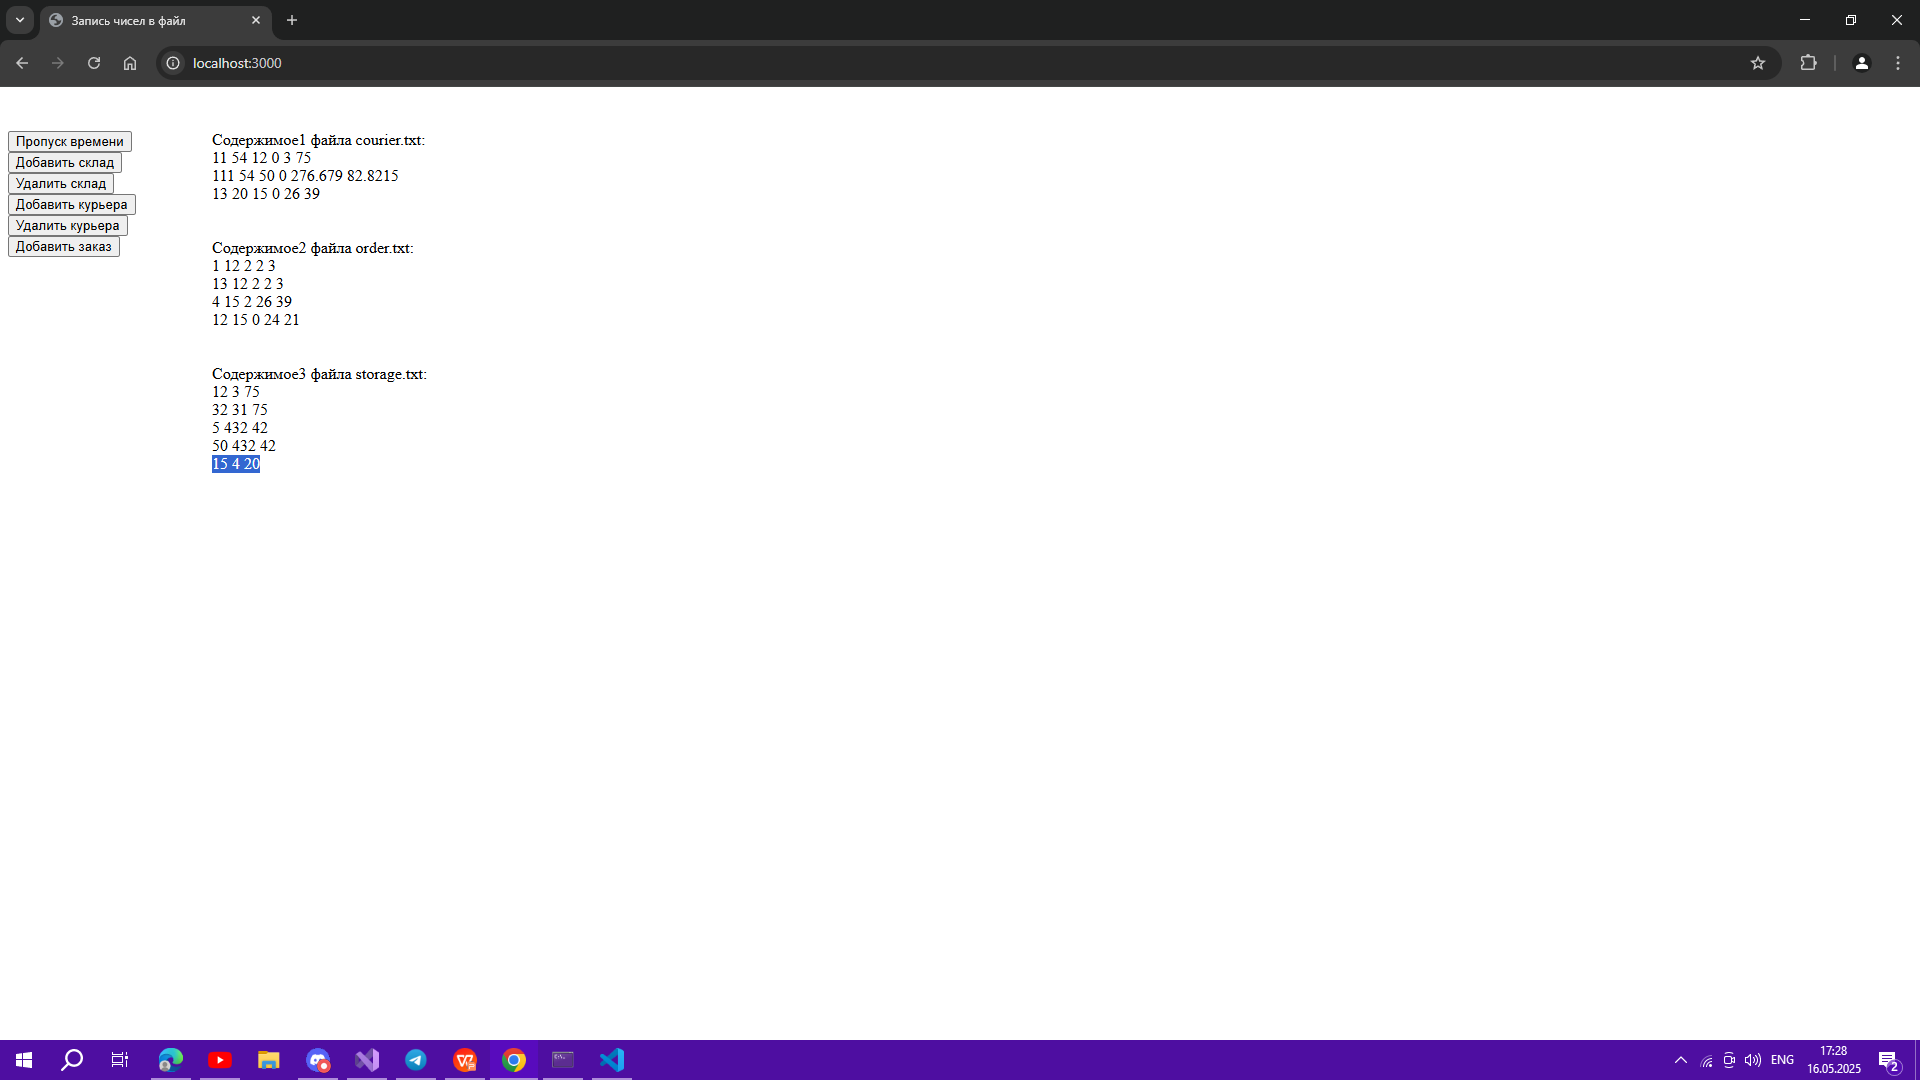 Запись чисел в файл
localhost:3000
Пропуск времени
Добавить склад
Удалить склад
Добавить курьера
Удалить курьера
Добавить заказ
Содержимое1 файла courier.txt:
11 54 12 0 3 75
111 54 50 0 276.679 82.8215
13 20 15 0 26 39
Содержимое2 файла order.txt:
1 12 2 2 3
13 12 2 2 3
4 15 2 26 39
12 15 0 24 21
Содержимое3 файла storage.txt:
12 3 75
32 31 75
5 432 42
50 432 42
15 4 20
ENG
17:28
16.05.2025
2